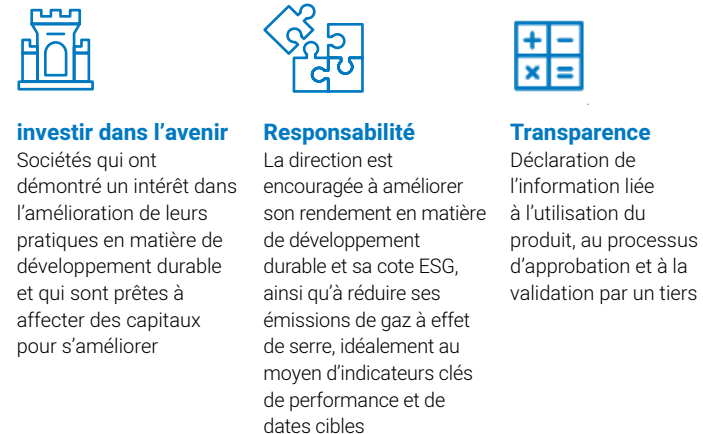 investir dans l’avenir
Sociétés qui ont
démontré un intérêt dans
l’amélioration de leurs
pratiques en matière de
développement durable
et qui sont prêtes à
affecter des capitaux
pour s’améliorer
Responsabilité
La direction est
encouragée à améliorer
son rendement en matière
de développement
durable et sa cote ESG,
ainsi qu’à réduire ses
émissions de gaz à effet
de serre, idéalement au
moyen d’indicateurs clés
de performance et de
dates cibles
Transparence
Déclaration de
l’information liée
à l’utilisation du
produit, au processus
d’approbation et à la
validation par un tiers